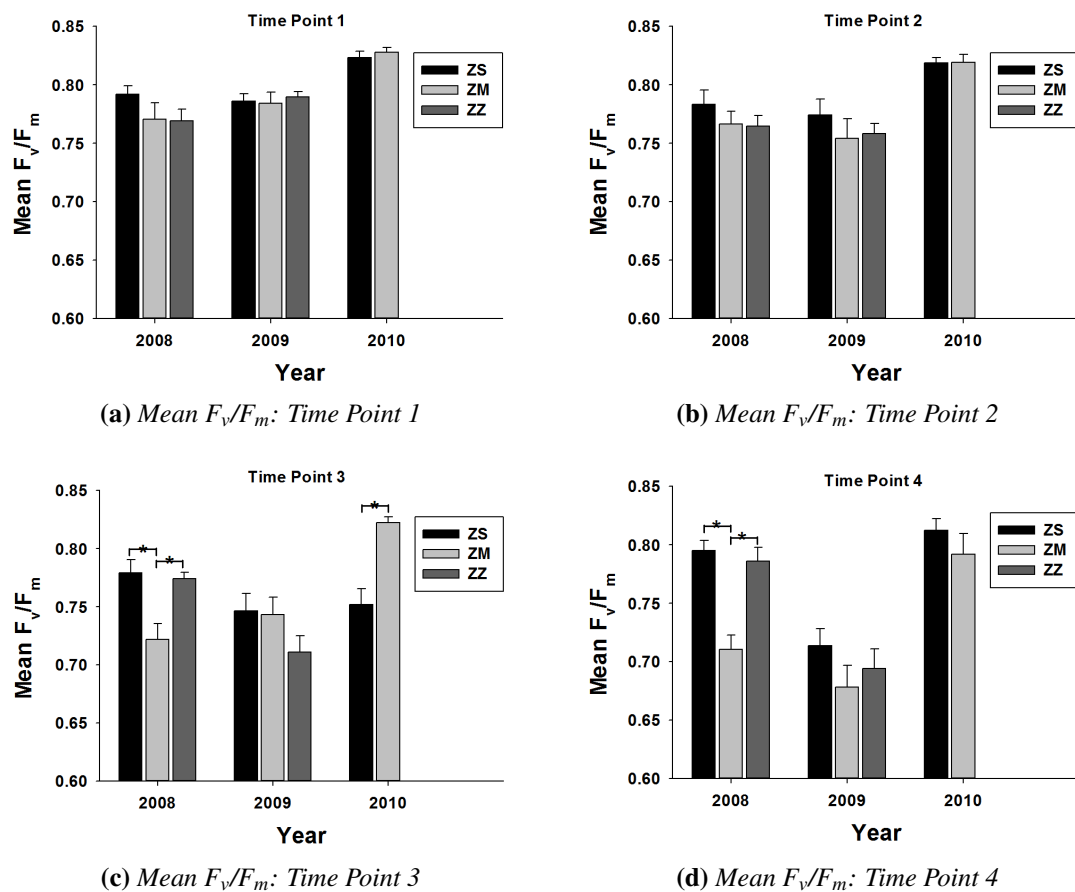 Time Point 1
0.85
0.80
0.75
0.70
0.65
0.60
Mean Fv/Fm
ZS
ZM
ZZ
2008 2009 2010
Year
(a) Mean Fv/Fm: Time Point 1
Time Point 2
0.85
0.80
0.75
0.70
0.65
0.60
Mean Fv/Fm
ZS
ZM
ZZ
2008 2009 2010
Year
(b) Mean Fv/Fm: Time Point 2
Time Point 3
0.85
0.80
0.75
0.70
0.65
0.60
Mean Fv/Fm
* * *
ZS
ZM
ZZ
2008 2009 2010
Year
(c) Mean Fv/Fm: Time Point 3
Time Point 4
0.85
0.80
0.75
0.70
0.65
0.60
Mean Fv/Fm
* *
ZS
ZM
ZZ
2008 2009 2010
Year
(d) Mean Fv/Fm: Time Point 4